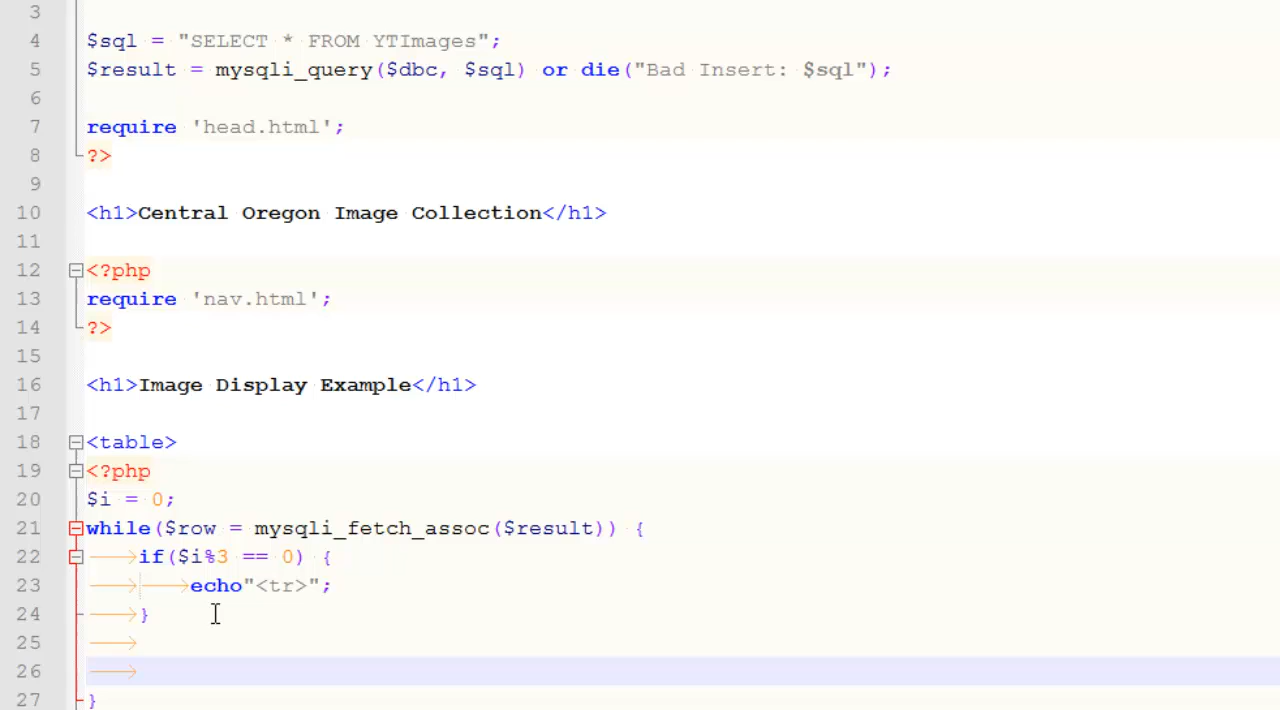 3
4 $sql = "SELECT * FROM YTImages";
5 $result = mysqli_query($dbc, $sql) or die("Bad Insert: $sql");
6
7 require 'head.html';
8 ?>
9
10 <h1>Central Oregon Image Collection</h1>
11
12 <?php
13 require 'nav.html';
14 ?>
15
16 <h1>Image Display Example</h1>
17
18 <table>
19 <?php
20 $i = 0;
21 while($row = mysqli_fetch_assoc($result)) {
22 if($i%3 == 0) {
23 echo"<tr>";
24 }
25
26
27 }